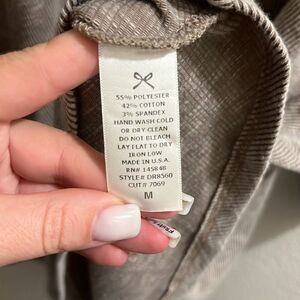 55% POLYESTER
42% COTTON
3% SPANDEX
HAND WASH COLD
OR DRY CLEAN
DO NOT BLEACH
LAY FLAT TO DRY
IRON LOW
MADE IN U.S.A.
RN# 145848
STYLE# DR8560
CUT# 7069
M